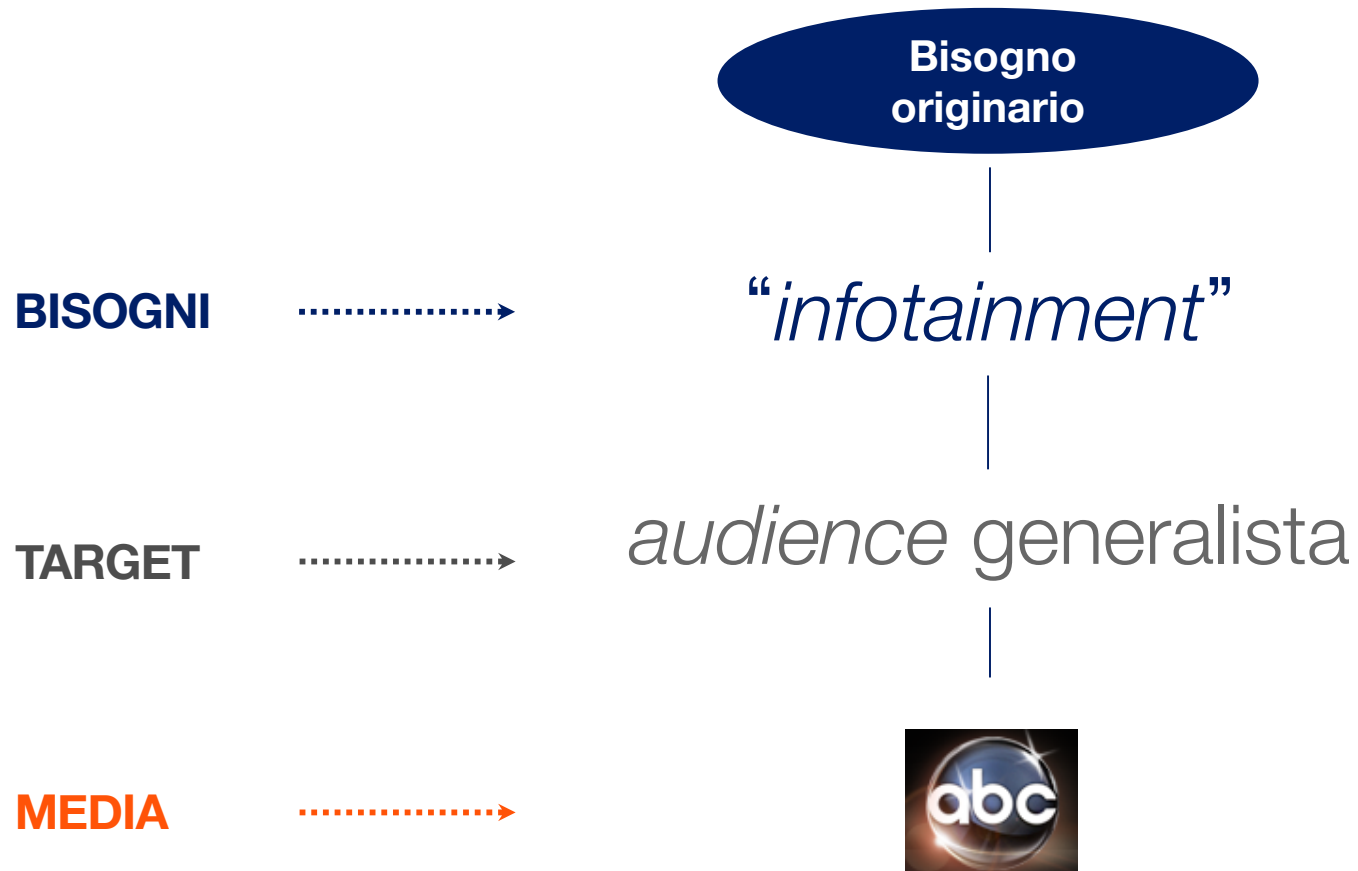 Bisogno
originario
BISOGNI
“infotainment”
TARGET
audience generalista
MEDIA
abc